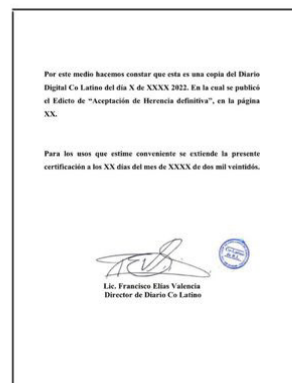 Por este medio hacemos constar que esta es una copia del Diario
Digital Co Latino del día X de XXXX 2022. En la cual se publicó
el Edicto de “Aceptación de Herencia definitiva”, en la página
XX.
Para los usos que estime conveniente se extiende la presente
certificación a los XX días del mes de XXXX de dos mil veintidós.
Lic. Francisco Elías Valencia
Director de Diario Co Latino